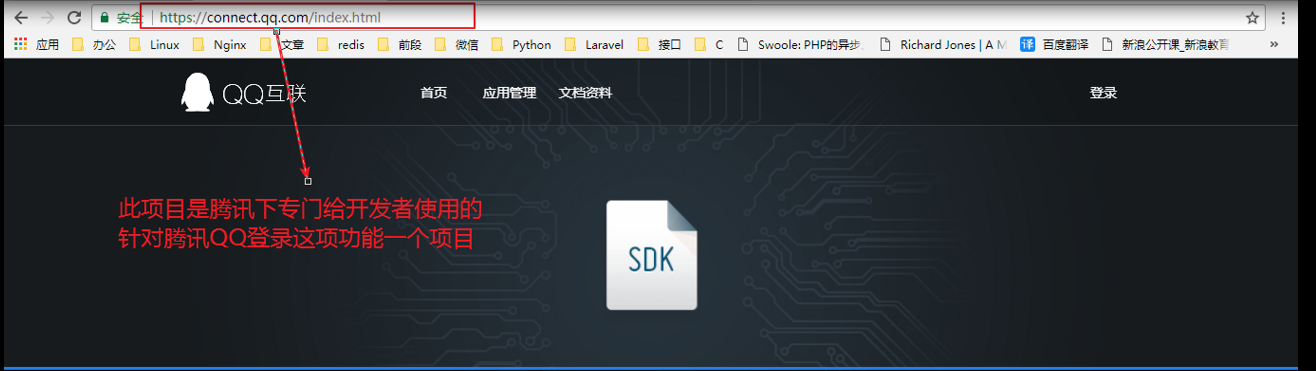 安全 https://connect.qq.com/index.html
应用 办公 Linux Nginx 文章 redis 前段 微信 Python Laravel 接口 C Swoole: PHP的异步 Richard Jones | A M 译 百度翻译 新浪公开课_新浪教育 »
QQ互联 首页 应用管理 文档资料 登录
此项目是腾讯下专门给开发者使用的
针对腾讯QQ登录这项功能一个项目
SDK